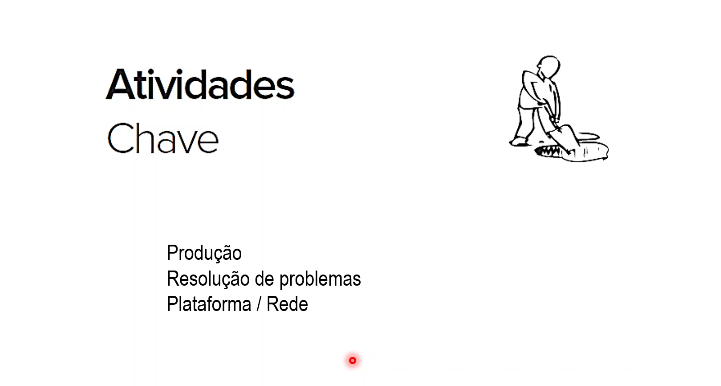 Atividades
Chave
Produção
Resolução de problemas
Plataforma / Rede